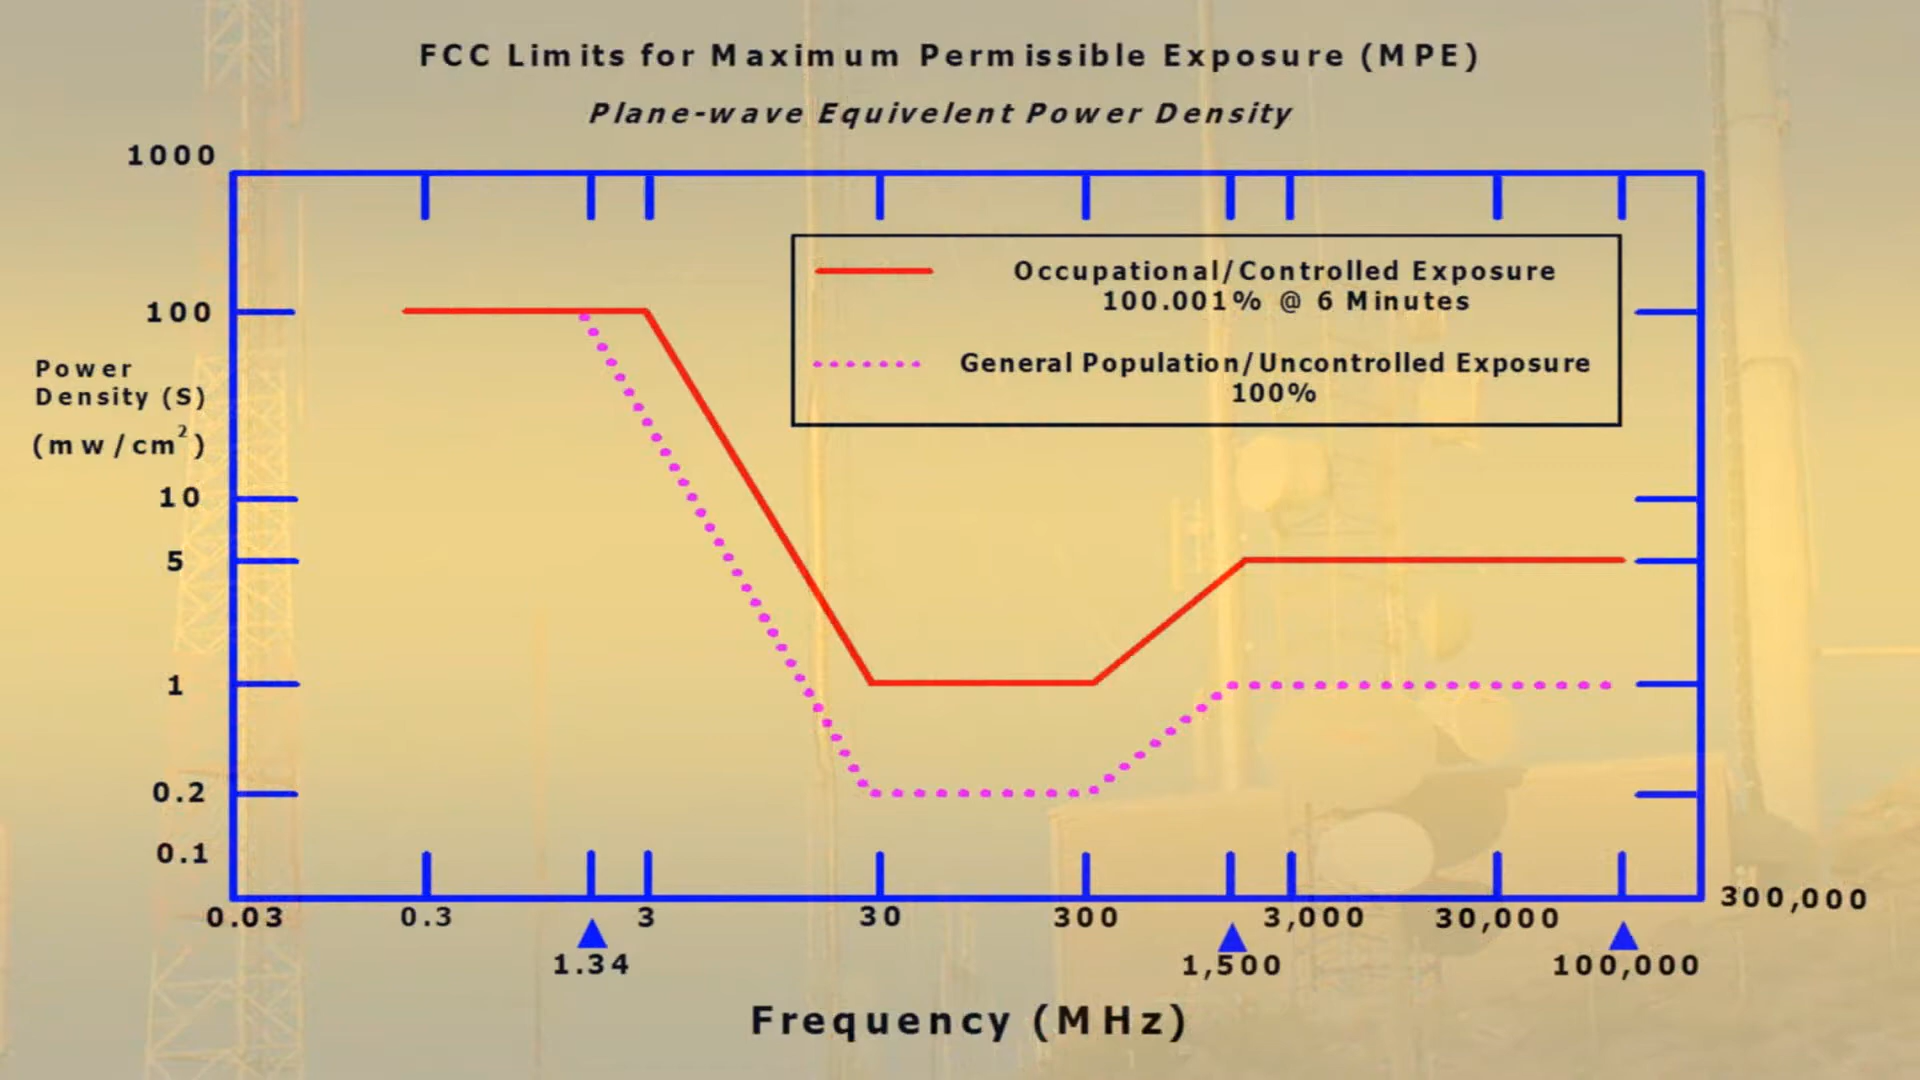 FCC Limits for Maximum Permissible Exposure (MPE)
Plane-wave Equivelent Power Density
1000
100
Power
Density (S)
(mw/cm²)
10
5
1
0.2
0.1
Occupational/Controlled Exposure
100.001% @ 6 Minutes
General Population/Uncontrolled Exposure
100%
0.03 0.3 3 30 300 3,000 30,000 300,000
1.34 1,500 100,000
Frequency (MHz)